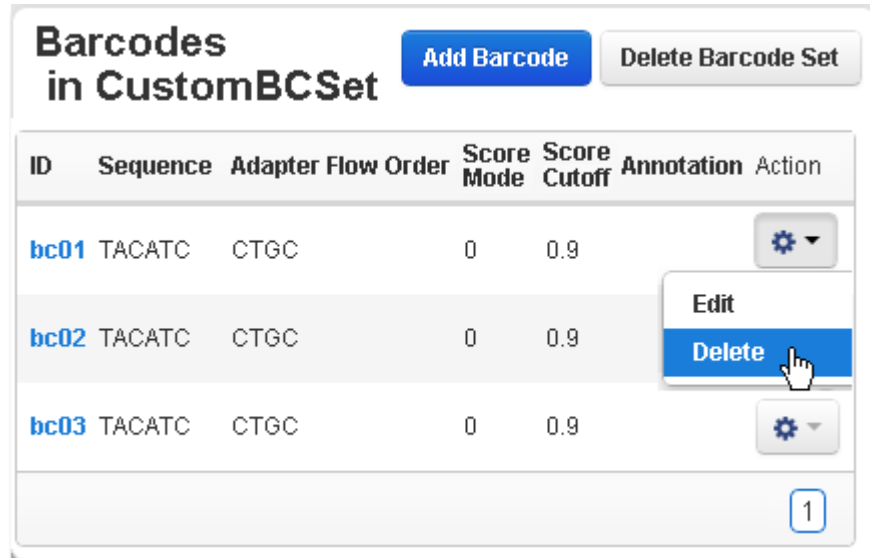 Barcodes
in CustomBCSet
Add Barcode
Delete Barcode Set
ID Sequence Adapter Flow Order Score Mode Score Cutoff Annotation Action
bc01 TACATC CTGC 0 0.9
Edit
bc02 TACATC CTGC 0 0.9
Delete
bc03 TACATC CTGC 0 0.9
1